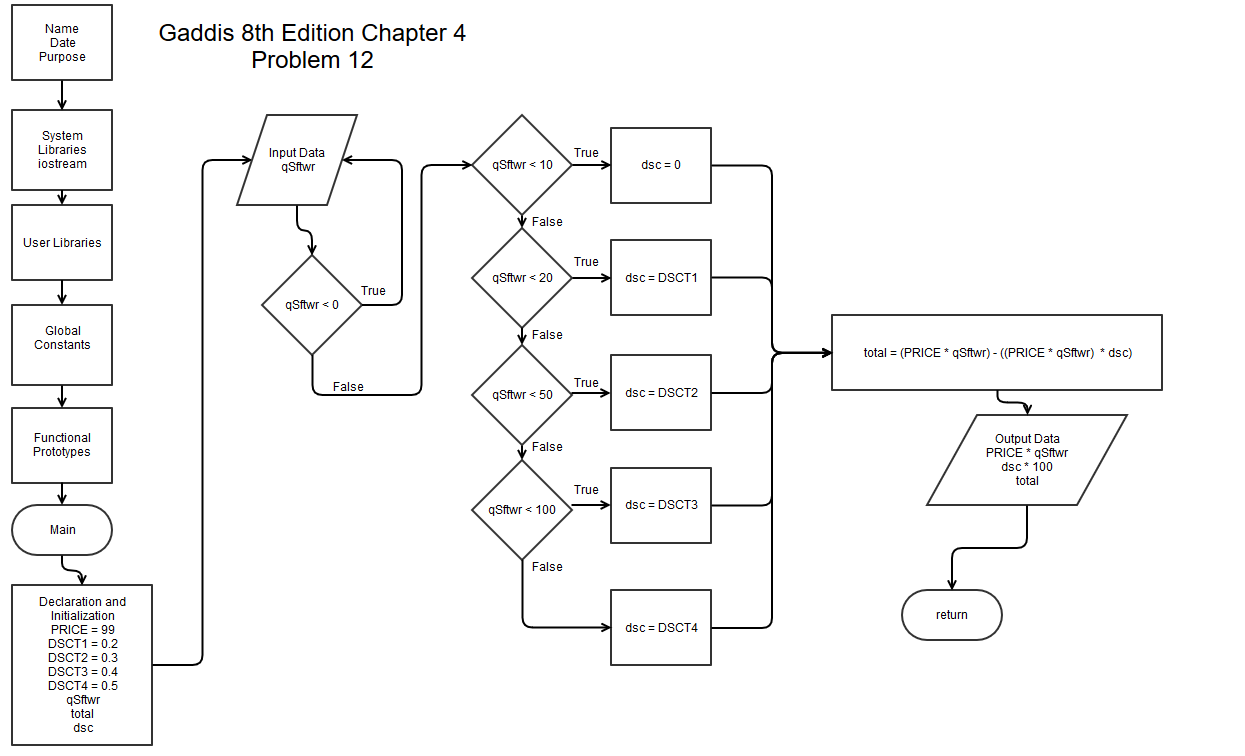 Gaddis 8th Edition Chapter 4
Problem 12
Name
Date
Purpose
System
Libraries
iostream
User Libraries
Global
Constants
Functional
Prototypes
Main
Declaration and
Initialization
PRICE = 99
DSCT1 = 0.2
DSCT2 = 0.3
DSCT3 = 0.4
DSCT4 = 0.5
qSftwr
total
dsc
Input Data
qSftwr
qSftwr < 0
True
False
qSftwr < 10
True
dsc = 0
False
qSftwr < 20
True
dsc = DSCT1
False
qSftwr < 50
True
dsc = DSCT2
False
qSftwr < 100
True
dsc = DSCT3
False
dsc = DSCT4
total = (PRICE * qSftwr) - ((PRICE * qSftwr) * dsc)
Output Data
PRICE * qSftwr
dsc * 100
total
return